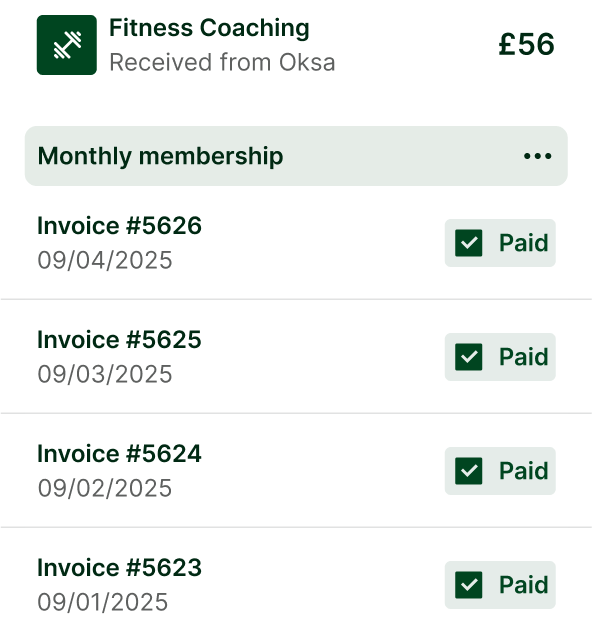 Fitness Coaching
Received from Oksa
£56
Monthly membership
Invoice #5626
09/04/2025
Paid
Invoice #5625
09/03/2025
Paid
Invoice #5624
09/02/2025
Paid
Invoice #5623
09/01/2025
Paid